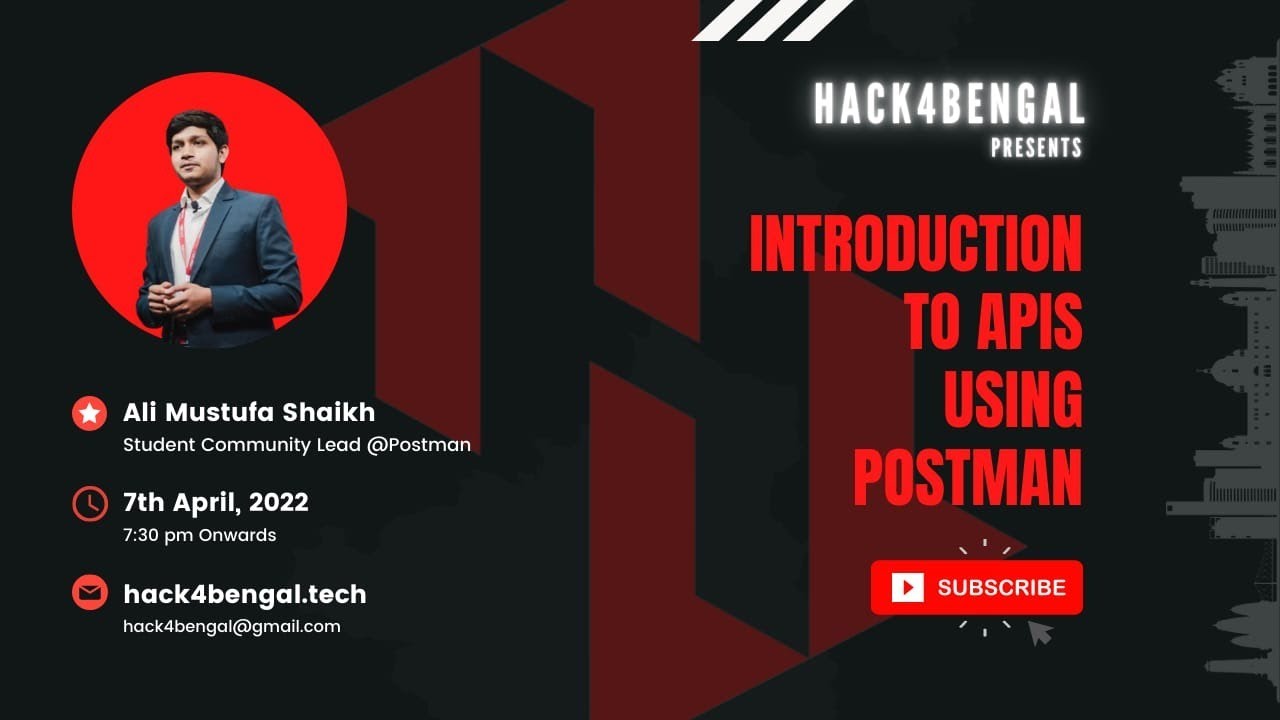 HACK4BENGAL
PRESENTS
INTRODUCTION
TO APIS
USING
POSTMAN
SUBSCRIBE
Ali Mustufa Shaikh
Student Community Lead @Postman
7th April, 2022
7:30 pm Onwards
hack4bengal.tech
hack4bengal@gmail.com